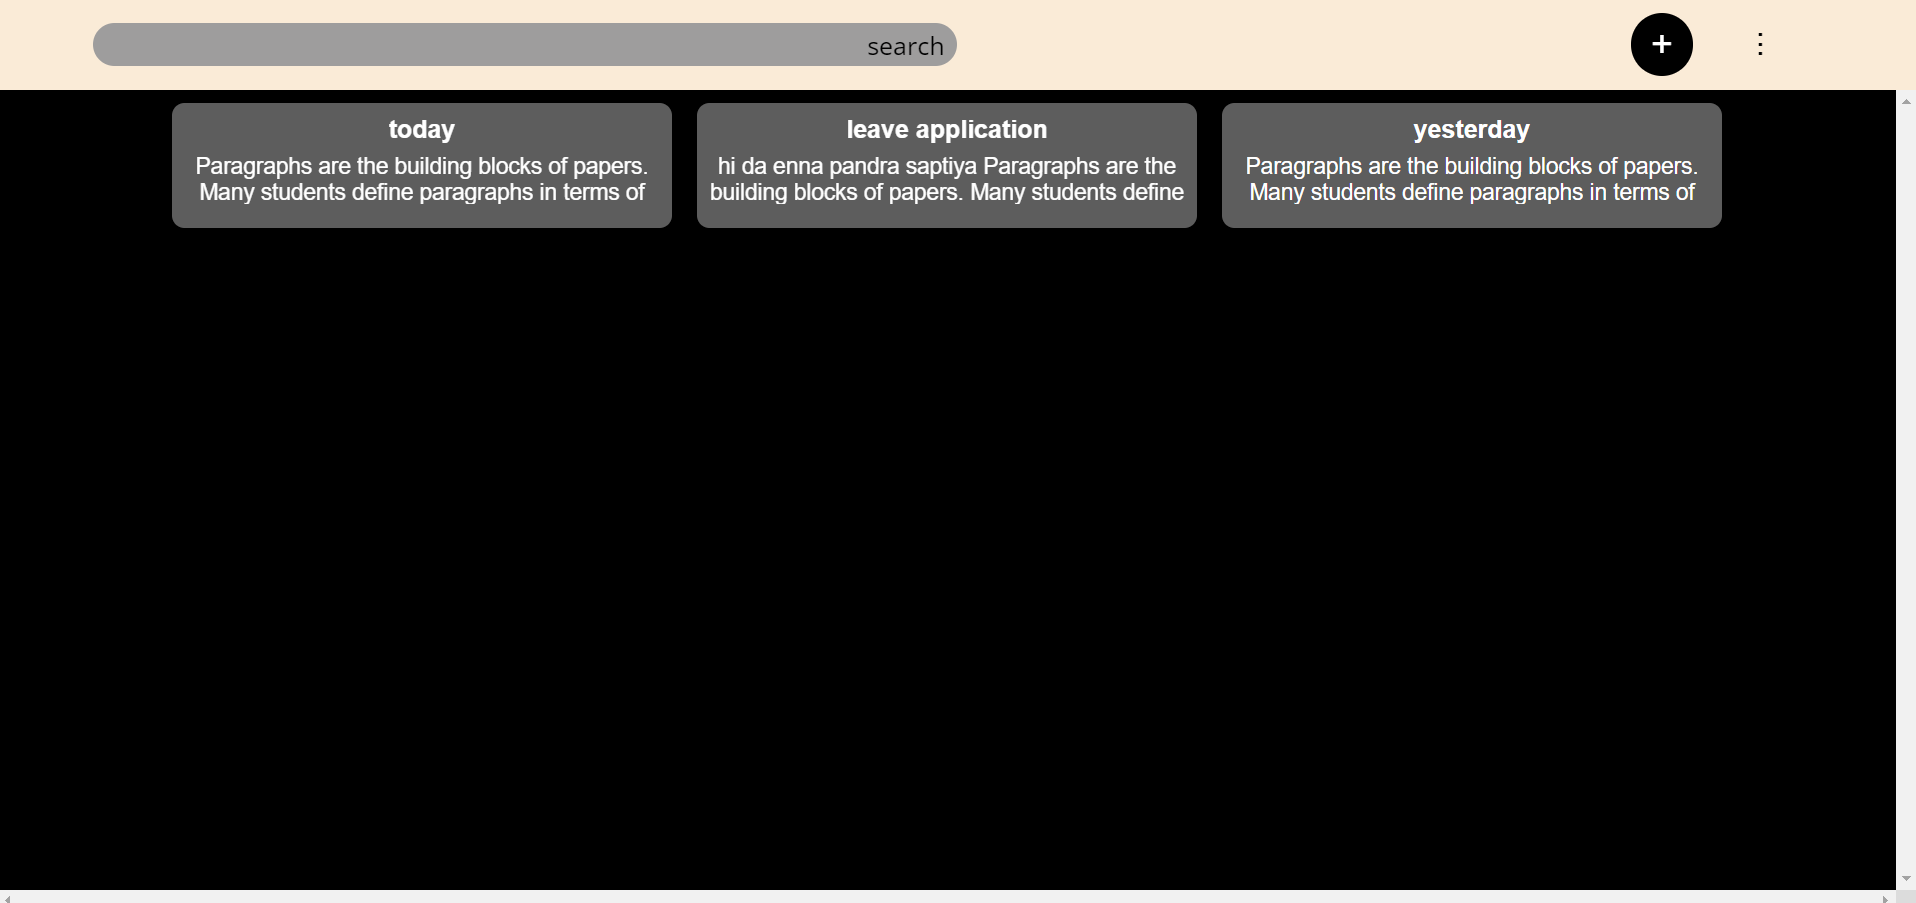 search
+
⋮
today
Paragraphs are the building blocks of papers.
Many students define paragraphs in terms of
leave application
hi da enna pandra saptiya Paragraphs are the
building blocks of papers. Many students define
yesterday
Paragraphs are the building blocks of papers.
Many students define paragraphs in terms of